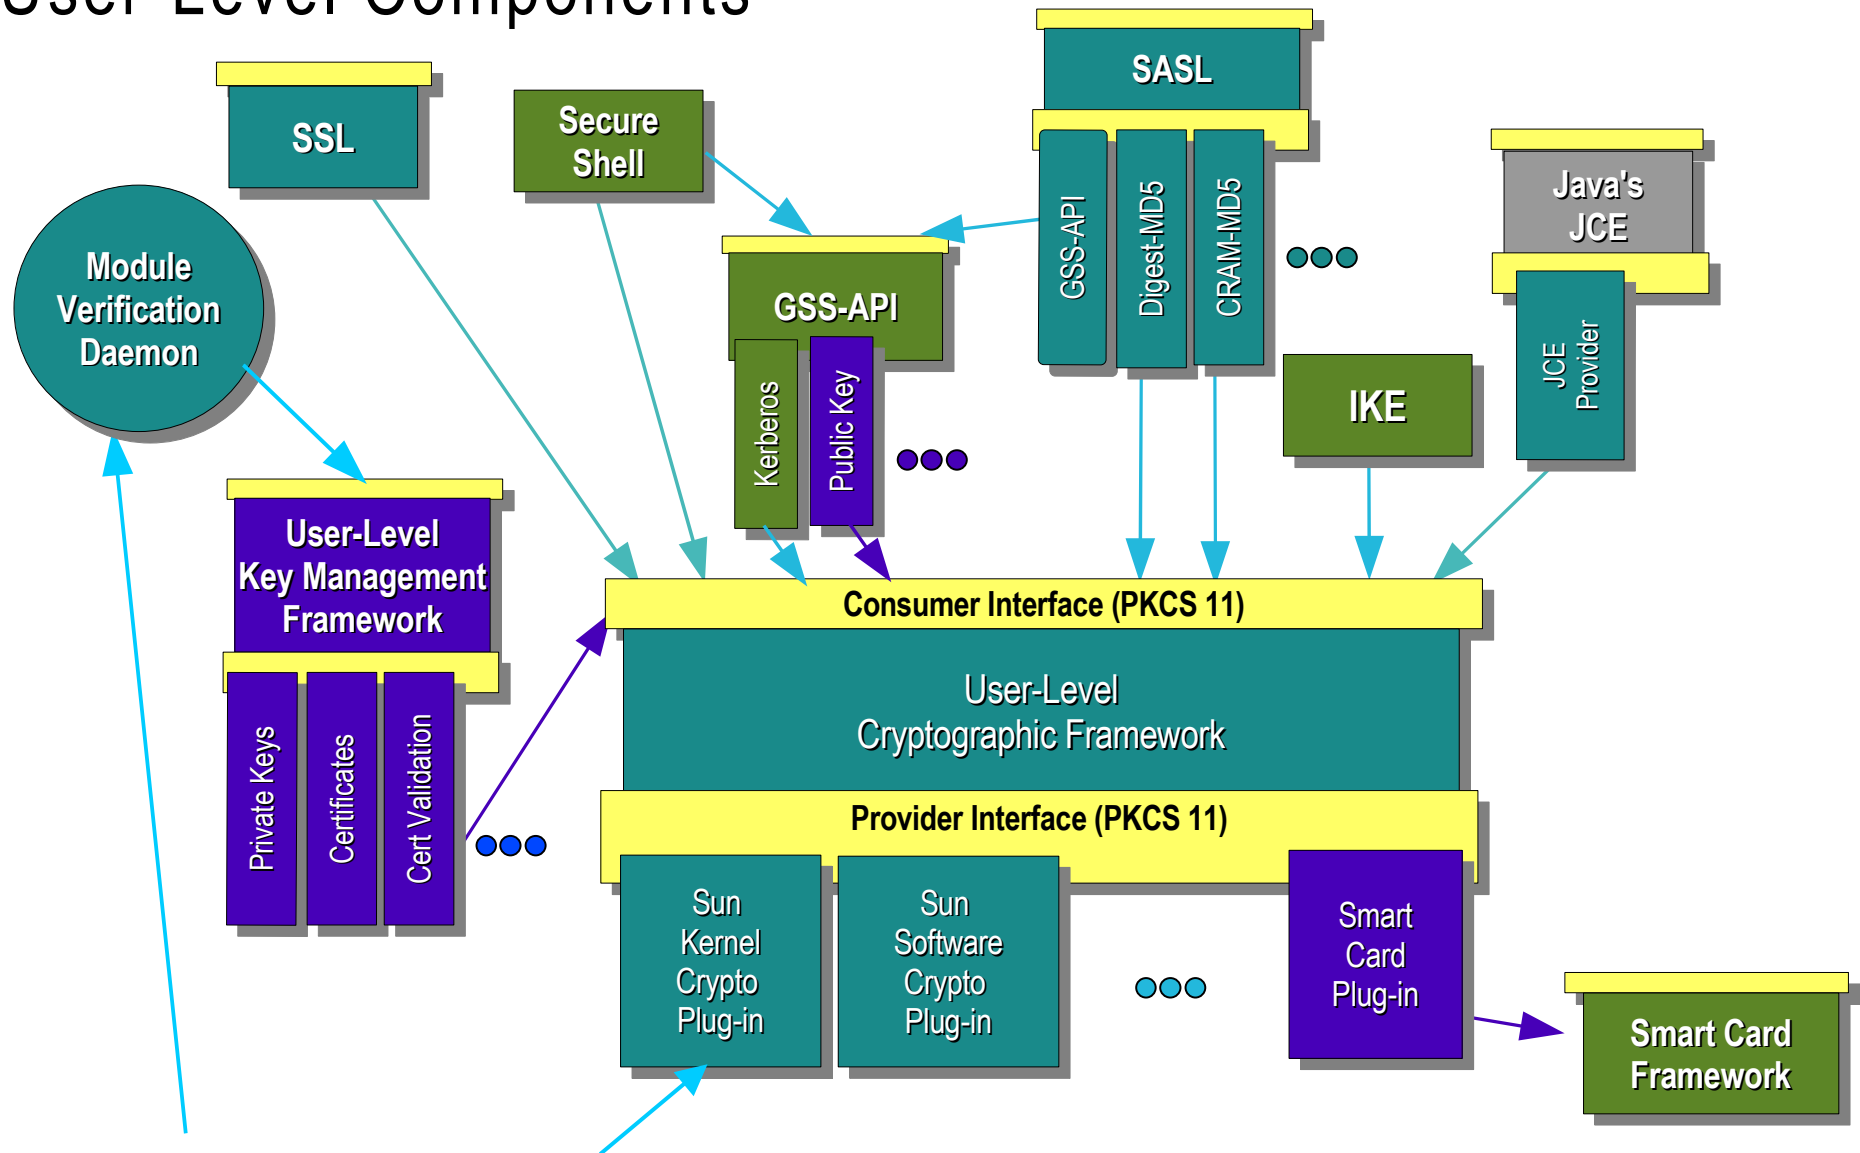 User-Level Components
SSL
Secure
Shell
SASL
GSS-API
Digest-MD5
CRAM-MD5
Java's
JCE
JCE
Provider
Module
Verification
Daemon
GSS-API
Kerberos
Public Key
IKE
User-Level
Key Management
Framework
Private Keys
Certificates
Cert Validation
Consumer Interface (PKCS 11)
User-Level
Cryptographic Framework
Provider Interface (PKCS 11)
Sun
Kernel
Crypto
Plug-in
Sun
Software
Crypto
Plug-in
Smart
Card
Plug-in
Smart Card
Framework